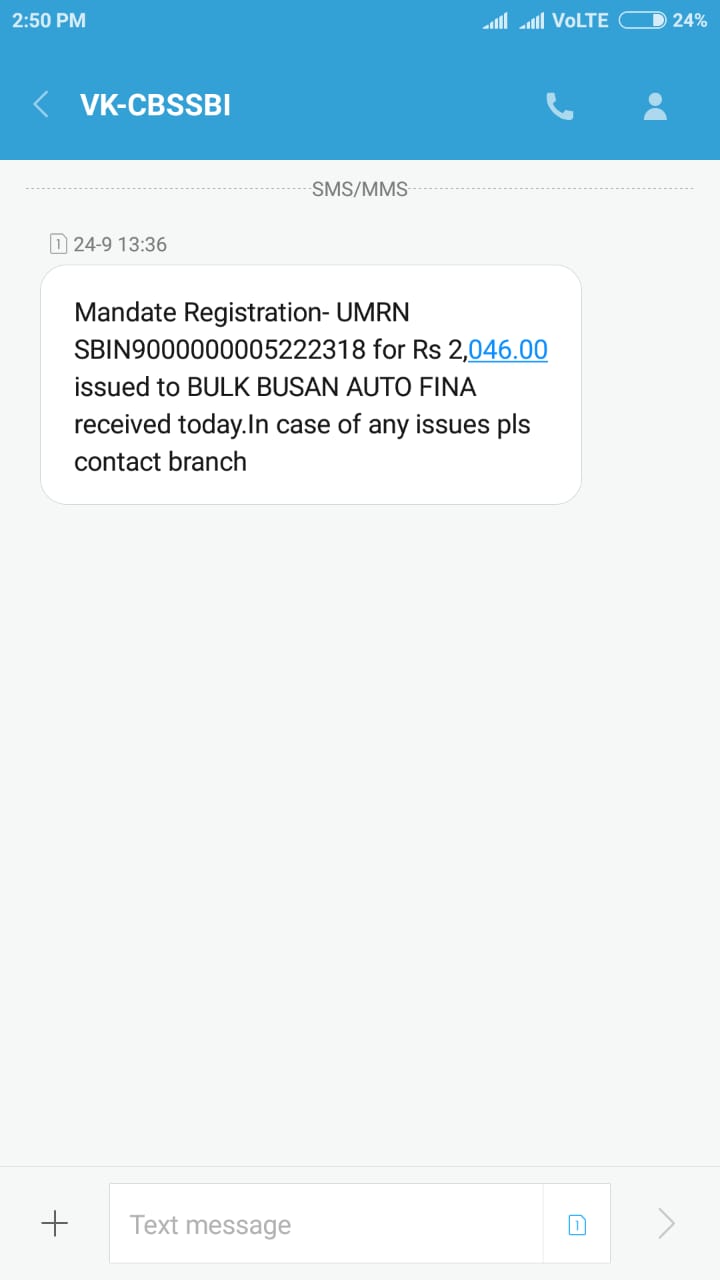 2:50 PM VoLTE 24%
VK-CBSSBI
SMS/MMS
1 24-9 13:36
Mandate Registration- UMRN
SBIN9000000005222318 for Rs 2,046.00
issued to BULK BUSAN AUTO FINA
received today.In case of any issues pls
contact branch
Text message 1